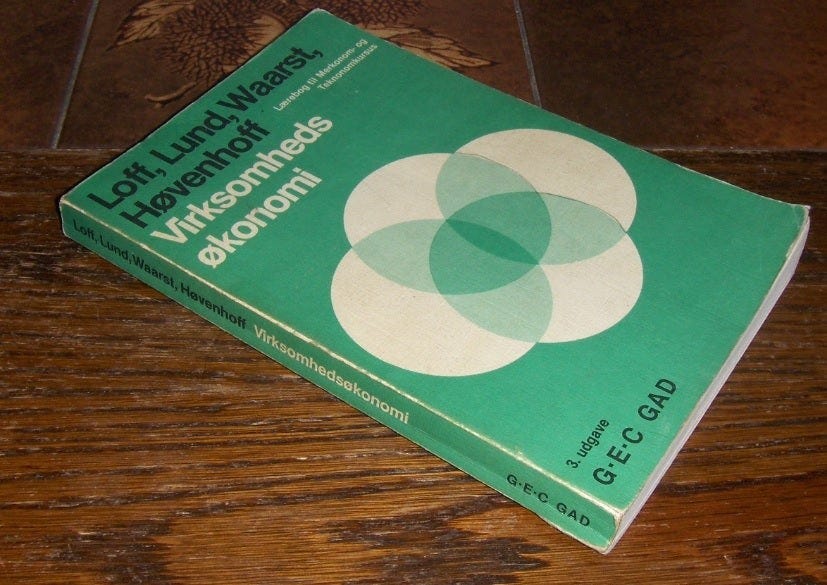 Loff, Lund, Waarst,
Høvenhoff
Virksomheds
økonomi
Lærebog til Merkonom- og
Teknonomkursus
3. udgave
G·E·C GAD
Loff, Lund, Waarst, Høvenhoff Virksomhedsøkonomi G·E·C GAD